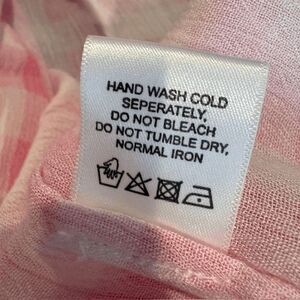 HAND WASH COLD
SEPERATELY,
DO NOT BLEACH
DO NOT TUMBLE DRY,
NORMAL IRON